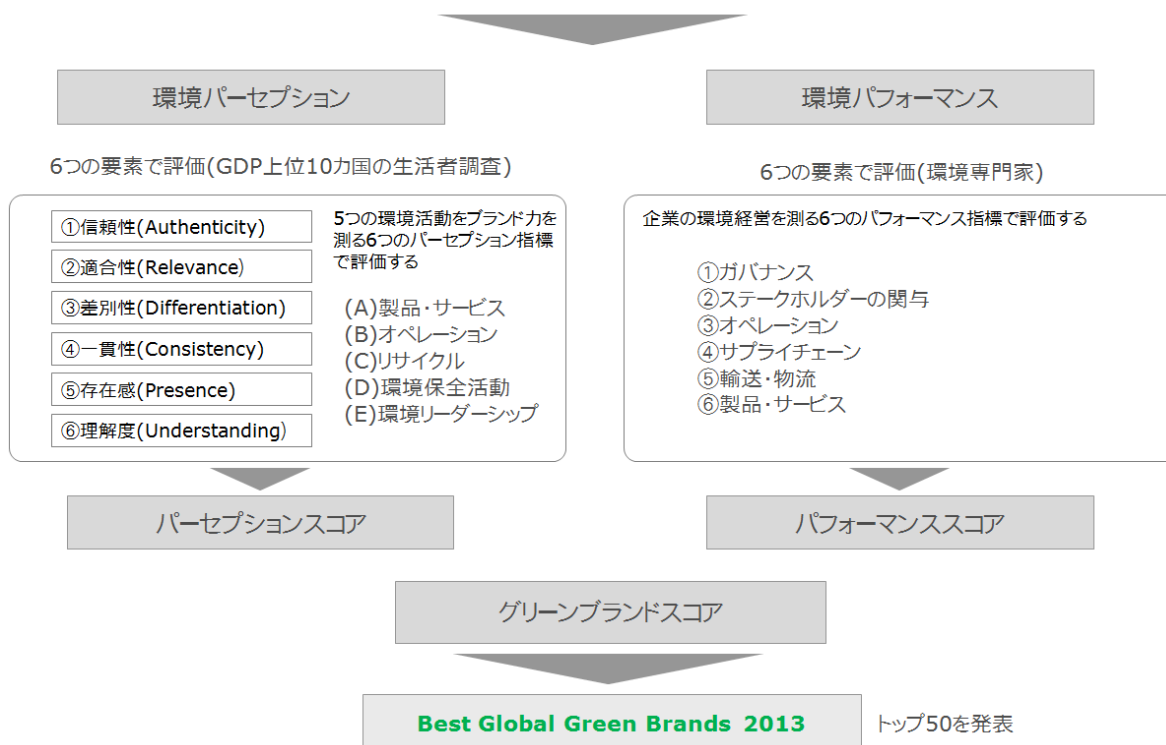 環境パーセプション
環境パフォーマンス
6つの要素で評価(GDP上位10カ国の生活者調査)
6つの要素で評価(環境専門家)
①信頼性(Authenticity)
②適合性(Relevance)
③差別性(Differentiation)
④一貫性(Consistency)
⑤存在感(Presence)
⑥理解度(Understanding)
5つの環境活動をブランド力を
測る6つのパーセプション指標
で評価する
(A)製品・サービス
(B)オペレーション
(C)リサイクル
(D)環境保全活動
(E)環境リーダーシップ
企業の環境経営を測る6つのパフォーマンス指標で評価する
①ガバナンス
②ステークホルダーの関与
③オペレーション
④サプライチェーン
⑤輸送・物流
⑥製品・サービス
パーセプションスコア
パフォーマンススコア
グリーンブランドスコア
Best Global Green Brands 2013
トップ50を発表